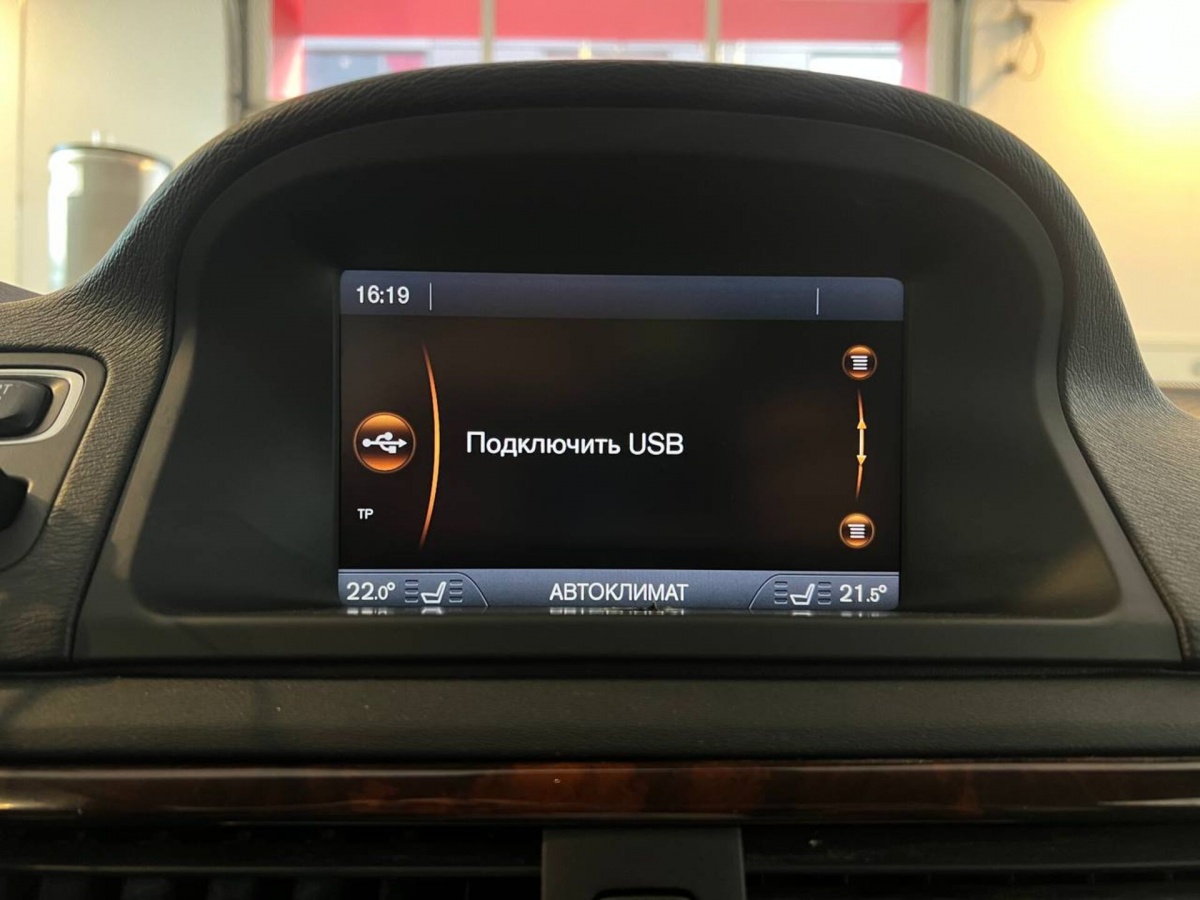 16:19
Подключить USB
TP
22.0° АВТОКЛИМАТ 21.5°